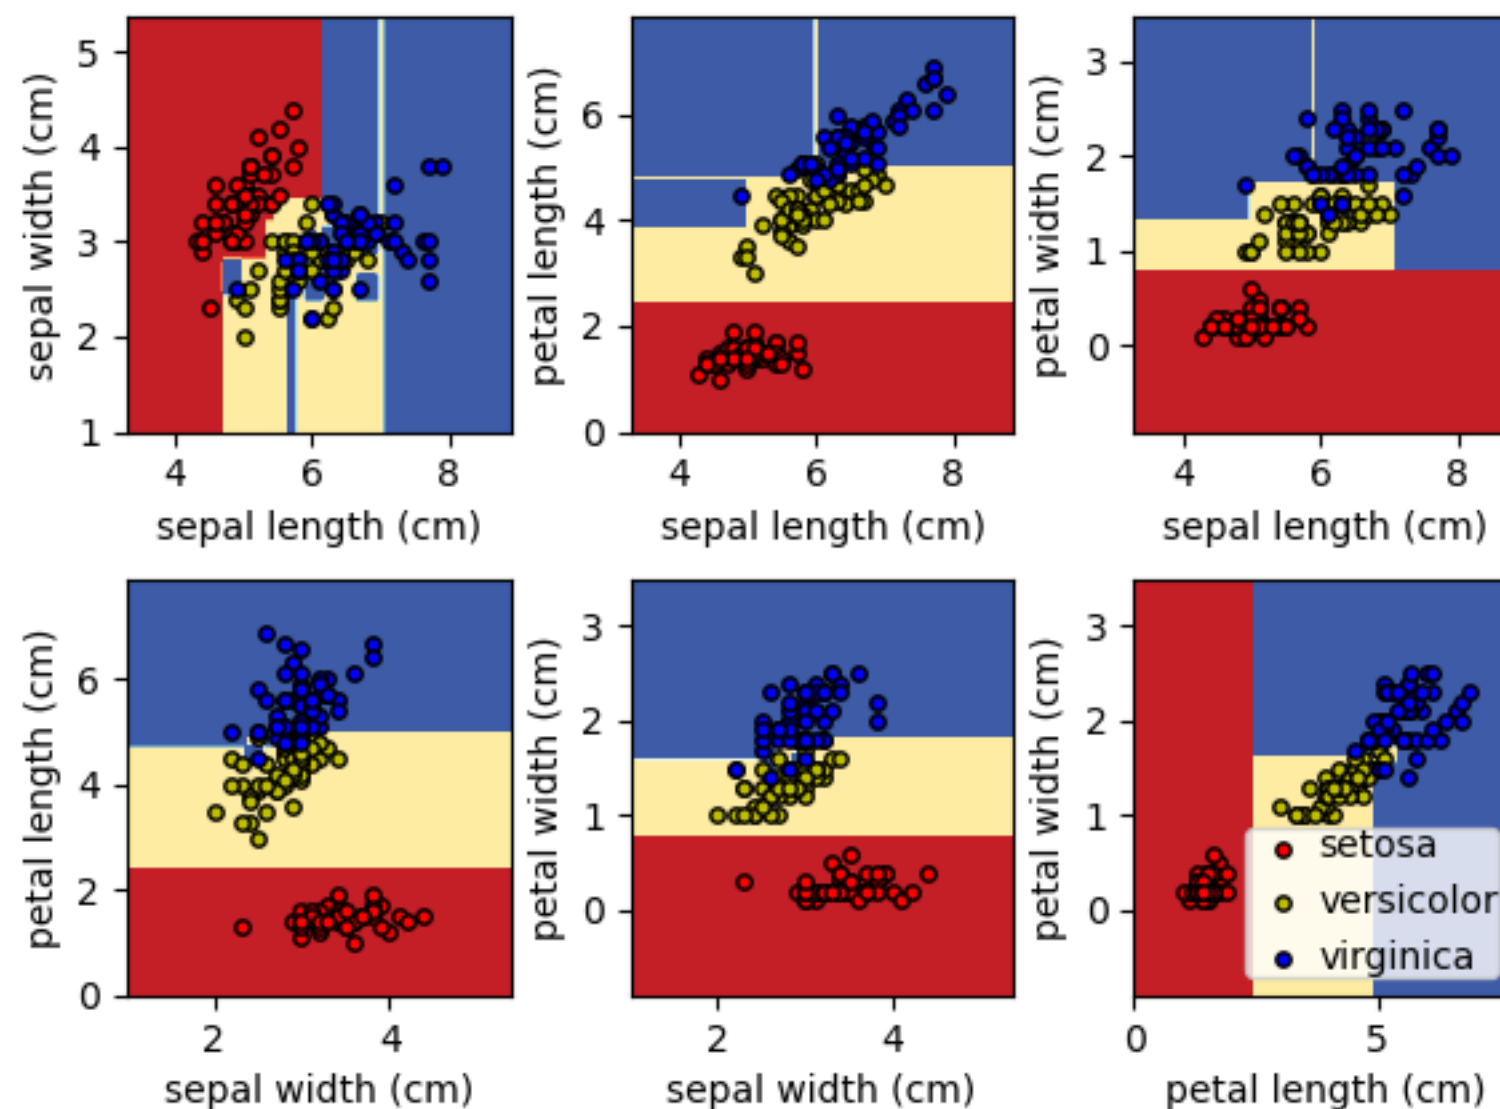 5
4
3
2
1
sepal width (cm)
4 6 8
sepal length (cm)
6
4
2
0
petal length (cm)
4 6 8
sepal length (cm)
3
2
1
0
petal width (cm)
4 6 8
sepal length (cm)
6
4
2
0
petal length (cm)
2 4
sepal width (cm)
3
2
1
0
petal width (cm)
2 4
sepal width (cm)
3
2
1
0
petal width (cm)
setosa
versicolor
virginica
0 5
petal length (cm)